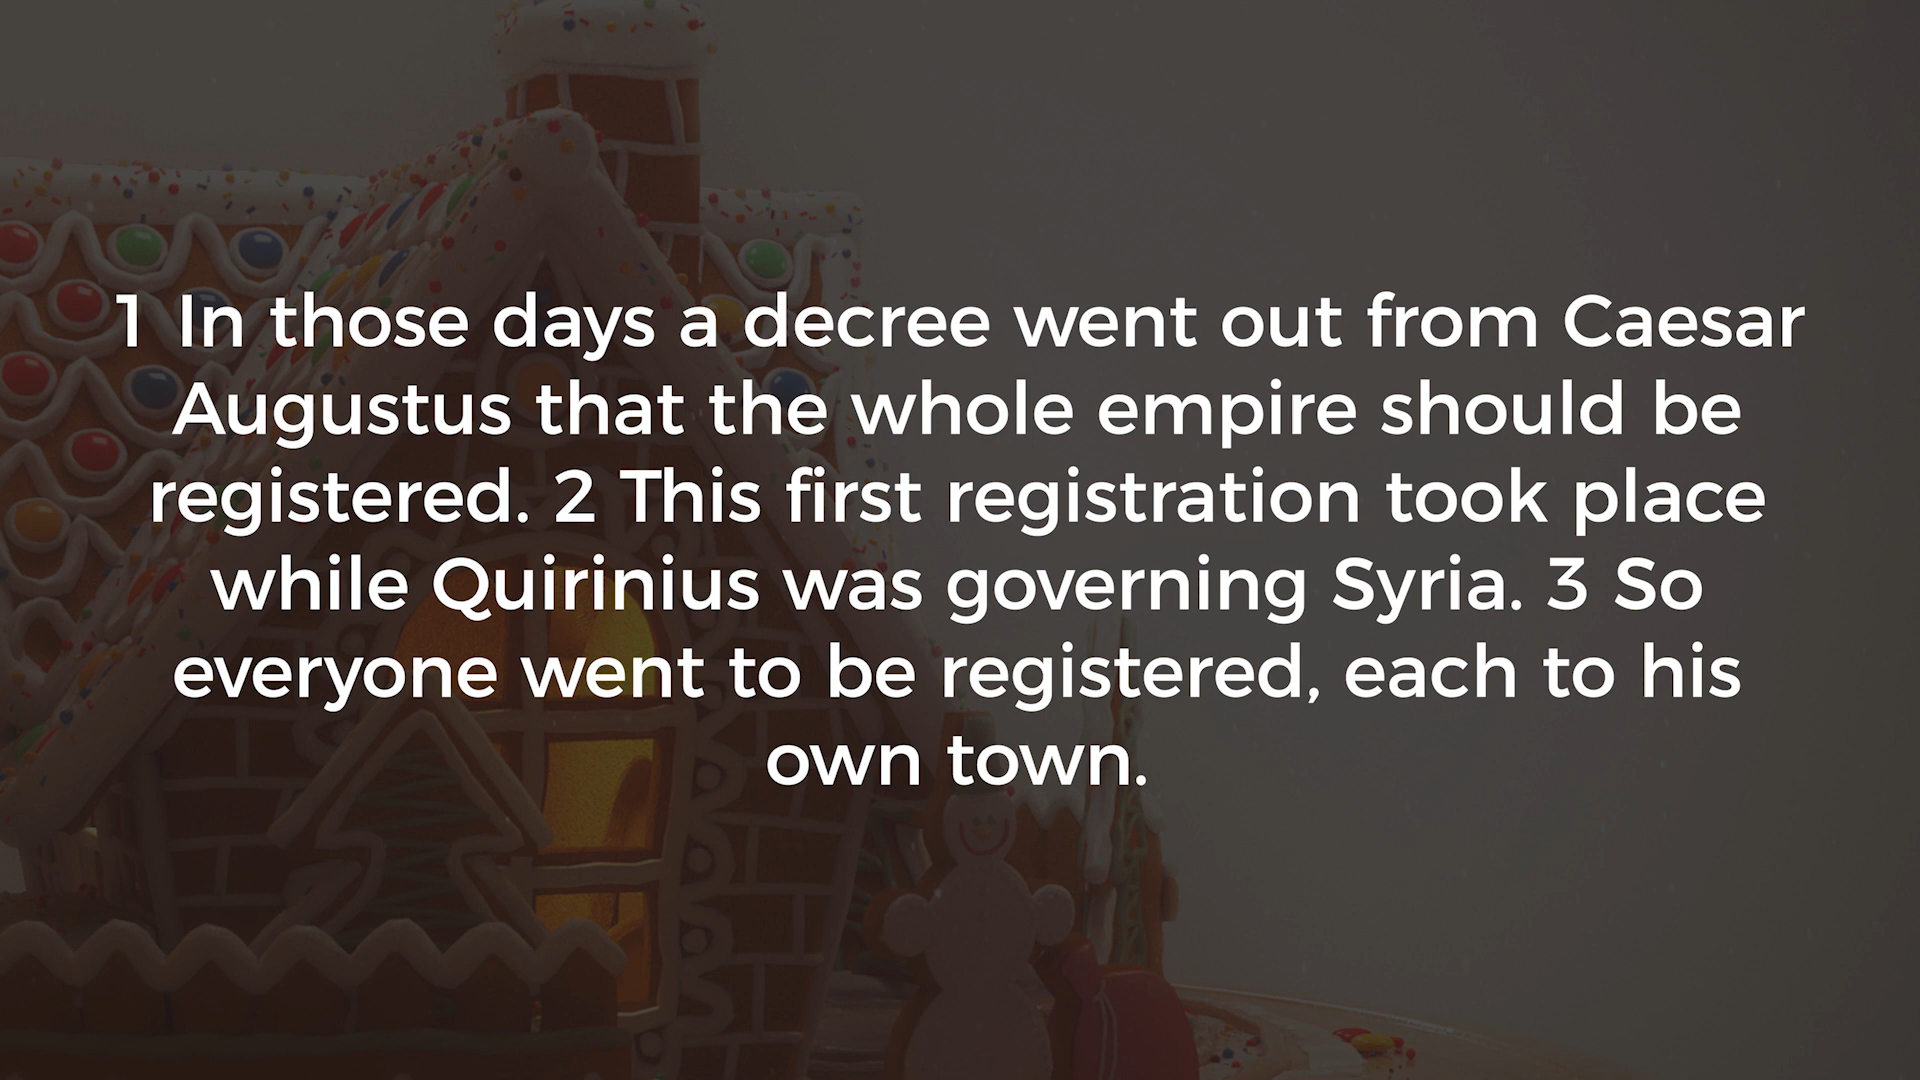 1 In those days a decree went out from Caesar
Augustus that the whole empire should be
registered. 2 This first registration took place
while Quirinius was governing Syria. 3 So
everyone went to be registered, each to his
own town.